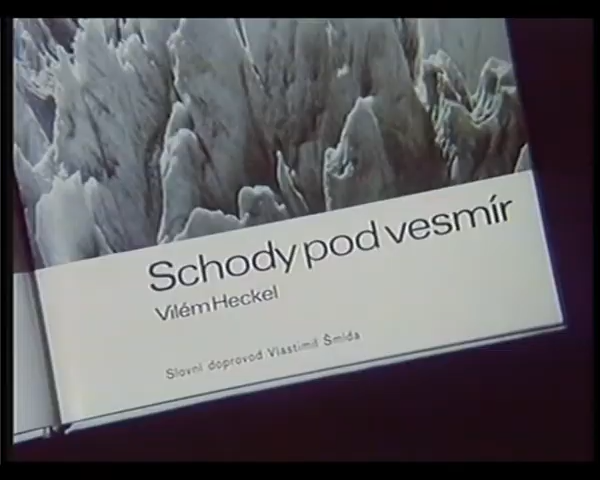 Schody pod vesmír
Vilém Heckel
Slovní doprovod Vlastimil Šmída